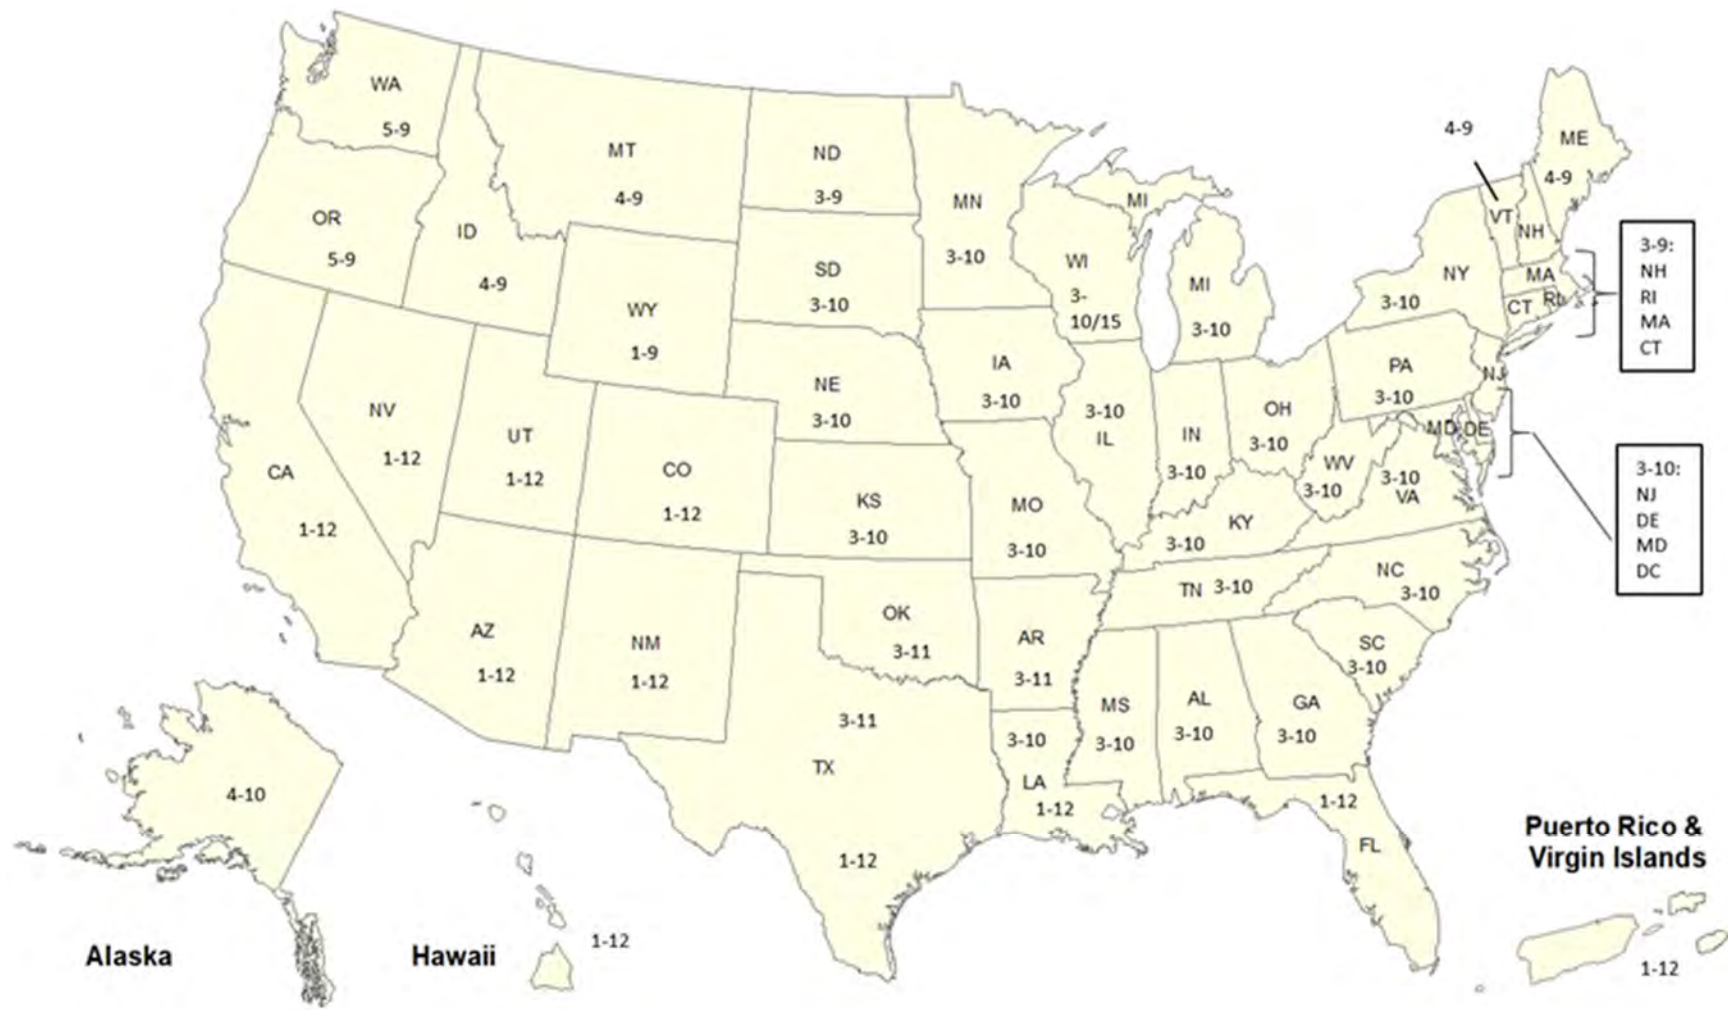 WA
5-9
MT
4-9
ND
3-9
MN
3-10
MI
4-9
ME
4-9
OR
5-9
ID
4-9
SD
3-10
WI
3-
10/15
MI
3-10
NY
3-10
VT
NH
MA
CT
RI
3-9:
NH
RI
MA
CT
WY
1-9
NE
3-10
IA
3-10
3-10
IL
IN
3-10
OH
3-10
PA
3-10
NJ
MD
DE
3-10:
NJ
DE
MD
DC
CA
1-12
NV
1-12
UT
1-12
CO
1-12
KS
3-10
MO
3-10
KY
3-10
WV
3-10
3-10
VA
TN 3-10
NC
3-10
AZ
1-12
NM
1-12
OK
3-11
AR
3-11
SC
3-10
3-11
TX
1-12
3-10
LA
1-12
MS
3-10
AL
3-10
GA
3-10
1-12
FL
4-10
Alaska
Hawaii
1-12
Puerto Rico &
Virgin Islands
1-12